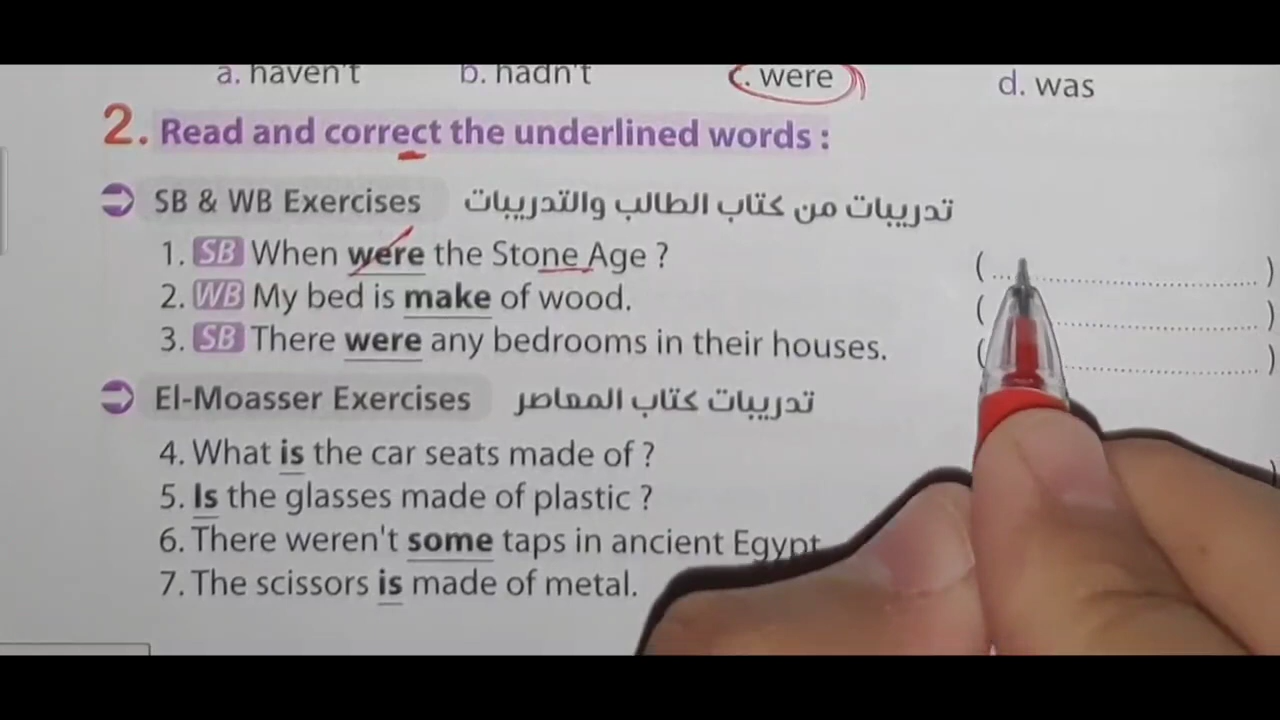 a. haven't b. hadn't c. were d. was
2. Read and correct the underlined words :
SB & WB Exercises تدريبات من كتاب الطالب والتدريبات
1. SB When were the Stone Age ? (.............................)
2. WB My bed is make of wood. (.............................)
3. SB There were any bedrooms in their houses. (.............................)
El-Moasser Exercises تدريبات كتاب المعاصر
4. What is the car seats made of ?
5. Is the glasses made of plastic ?
6. There weren't some taps in ancient Egypt
7. The scissors is made of metal.